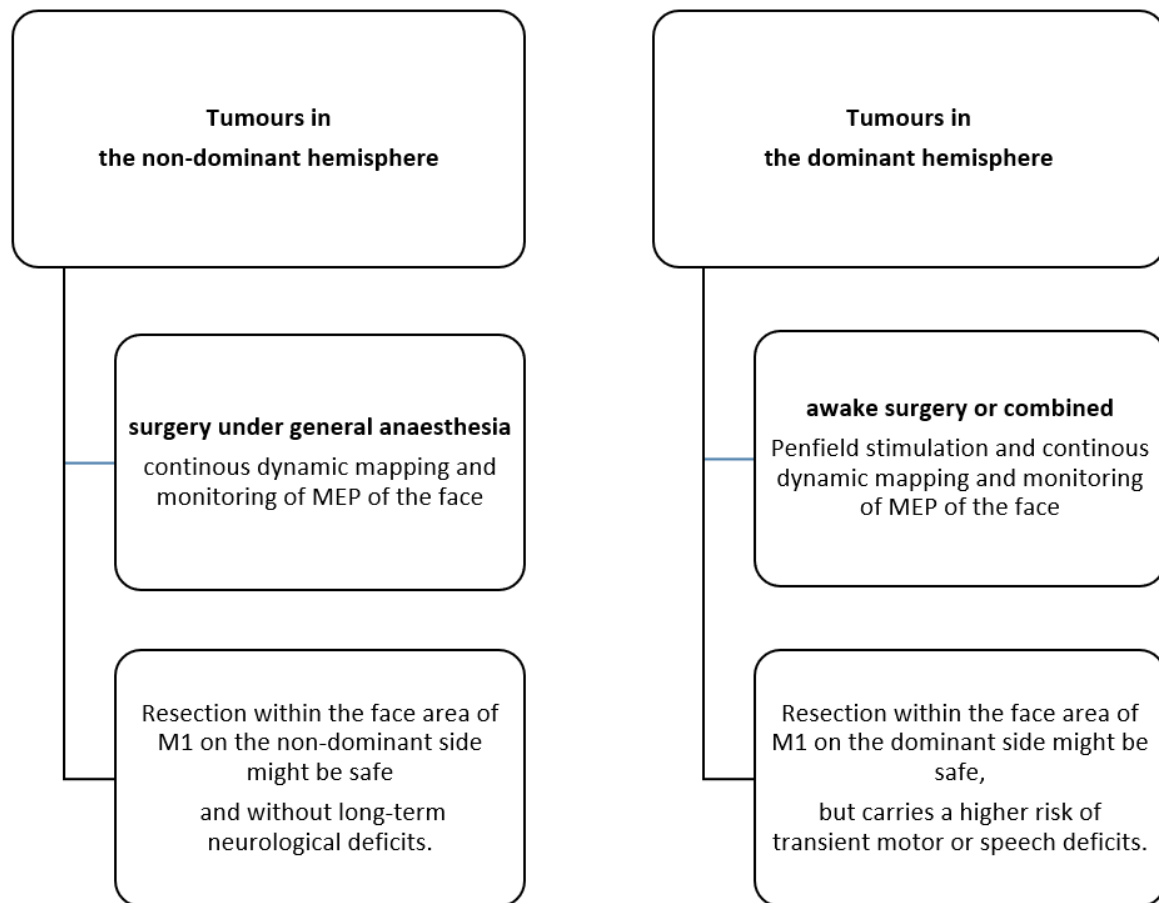 Tumours in
the non-dominant hemisphere
surgery under general anaesthesia
continous dynamic mapping and
monitoring of MEP of the face
Resection within the face area of
M1 on the non-dominant side
might be safe
and without long-term
neurological deficits.
Tumours in
the dominant hemisphere
awake surgery or combined
Penfield stimulation and continous
dynamic mapping and monitoring
of MEP of the face
Resection within the face area of
M1 on the dominant side might be
safe,
but carries a higher risk of
transient motor or speech deficits.